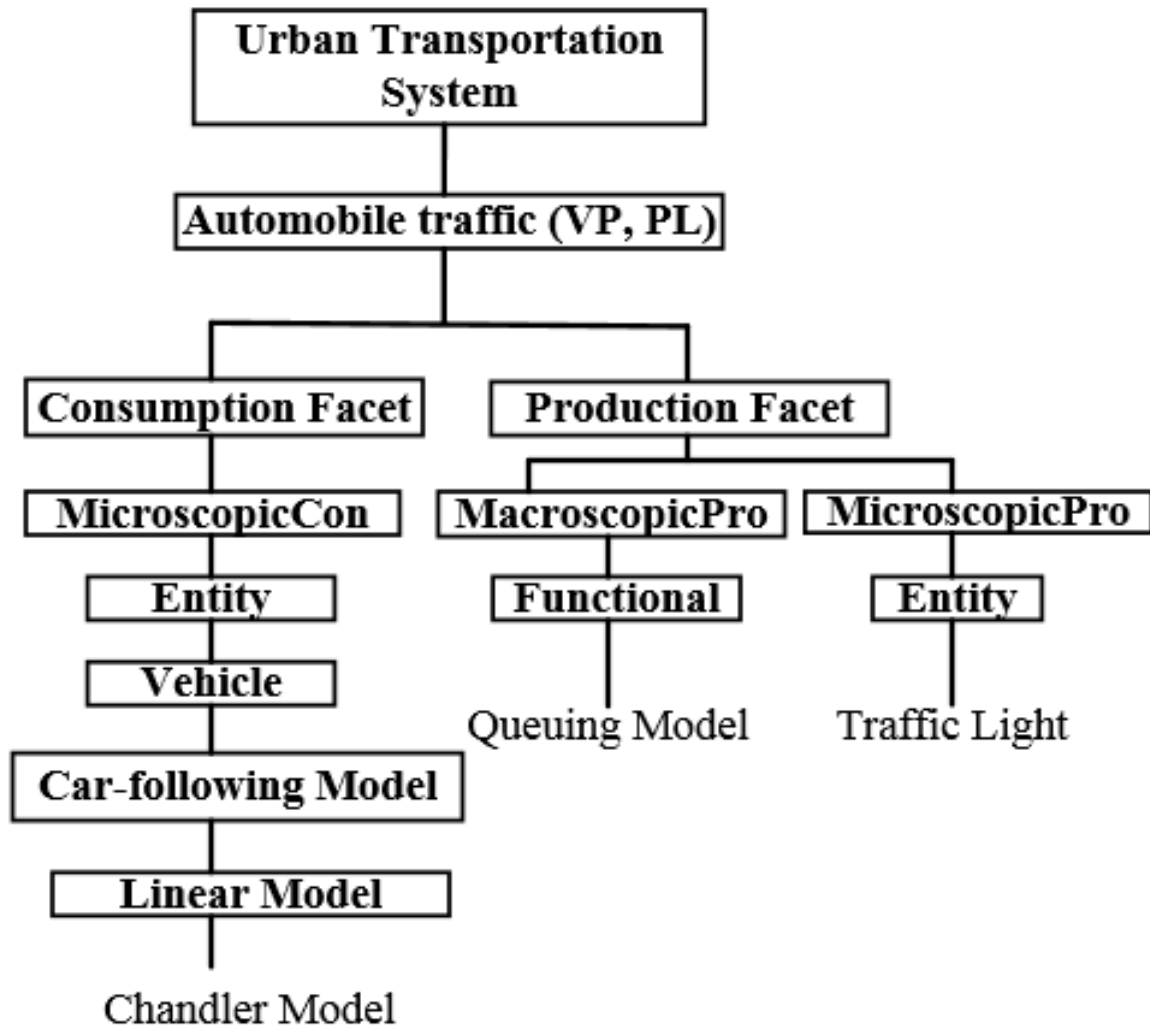 Urban Transportation
System
Automobile traffic (VP, PL)
Consumption Facet
Production Facet
MicroscopicCon
MacroscopicPro
MicroscopicPro
Entity
Functional
Entity
Vehicle
Queuing Model
Traffic Light
Car-following Model
Linear Model
Chandler Model